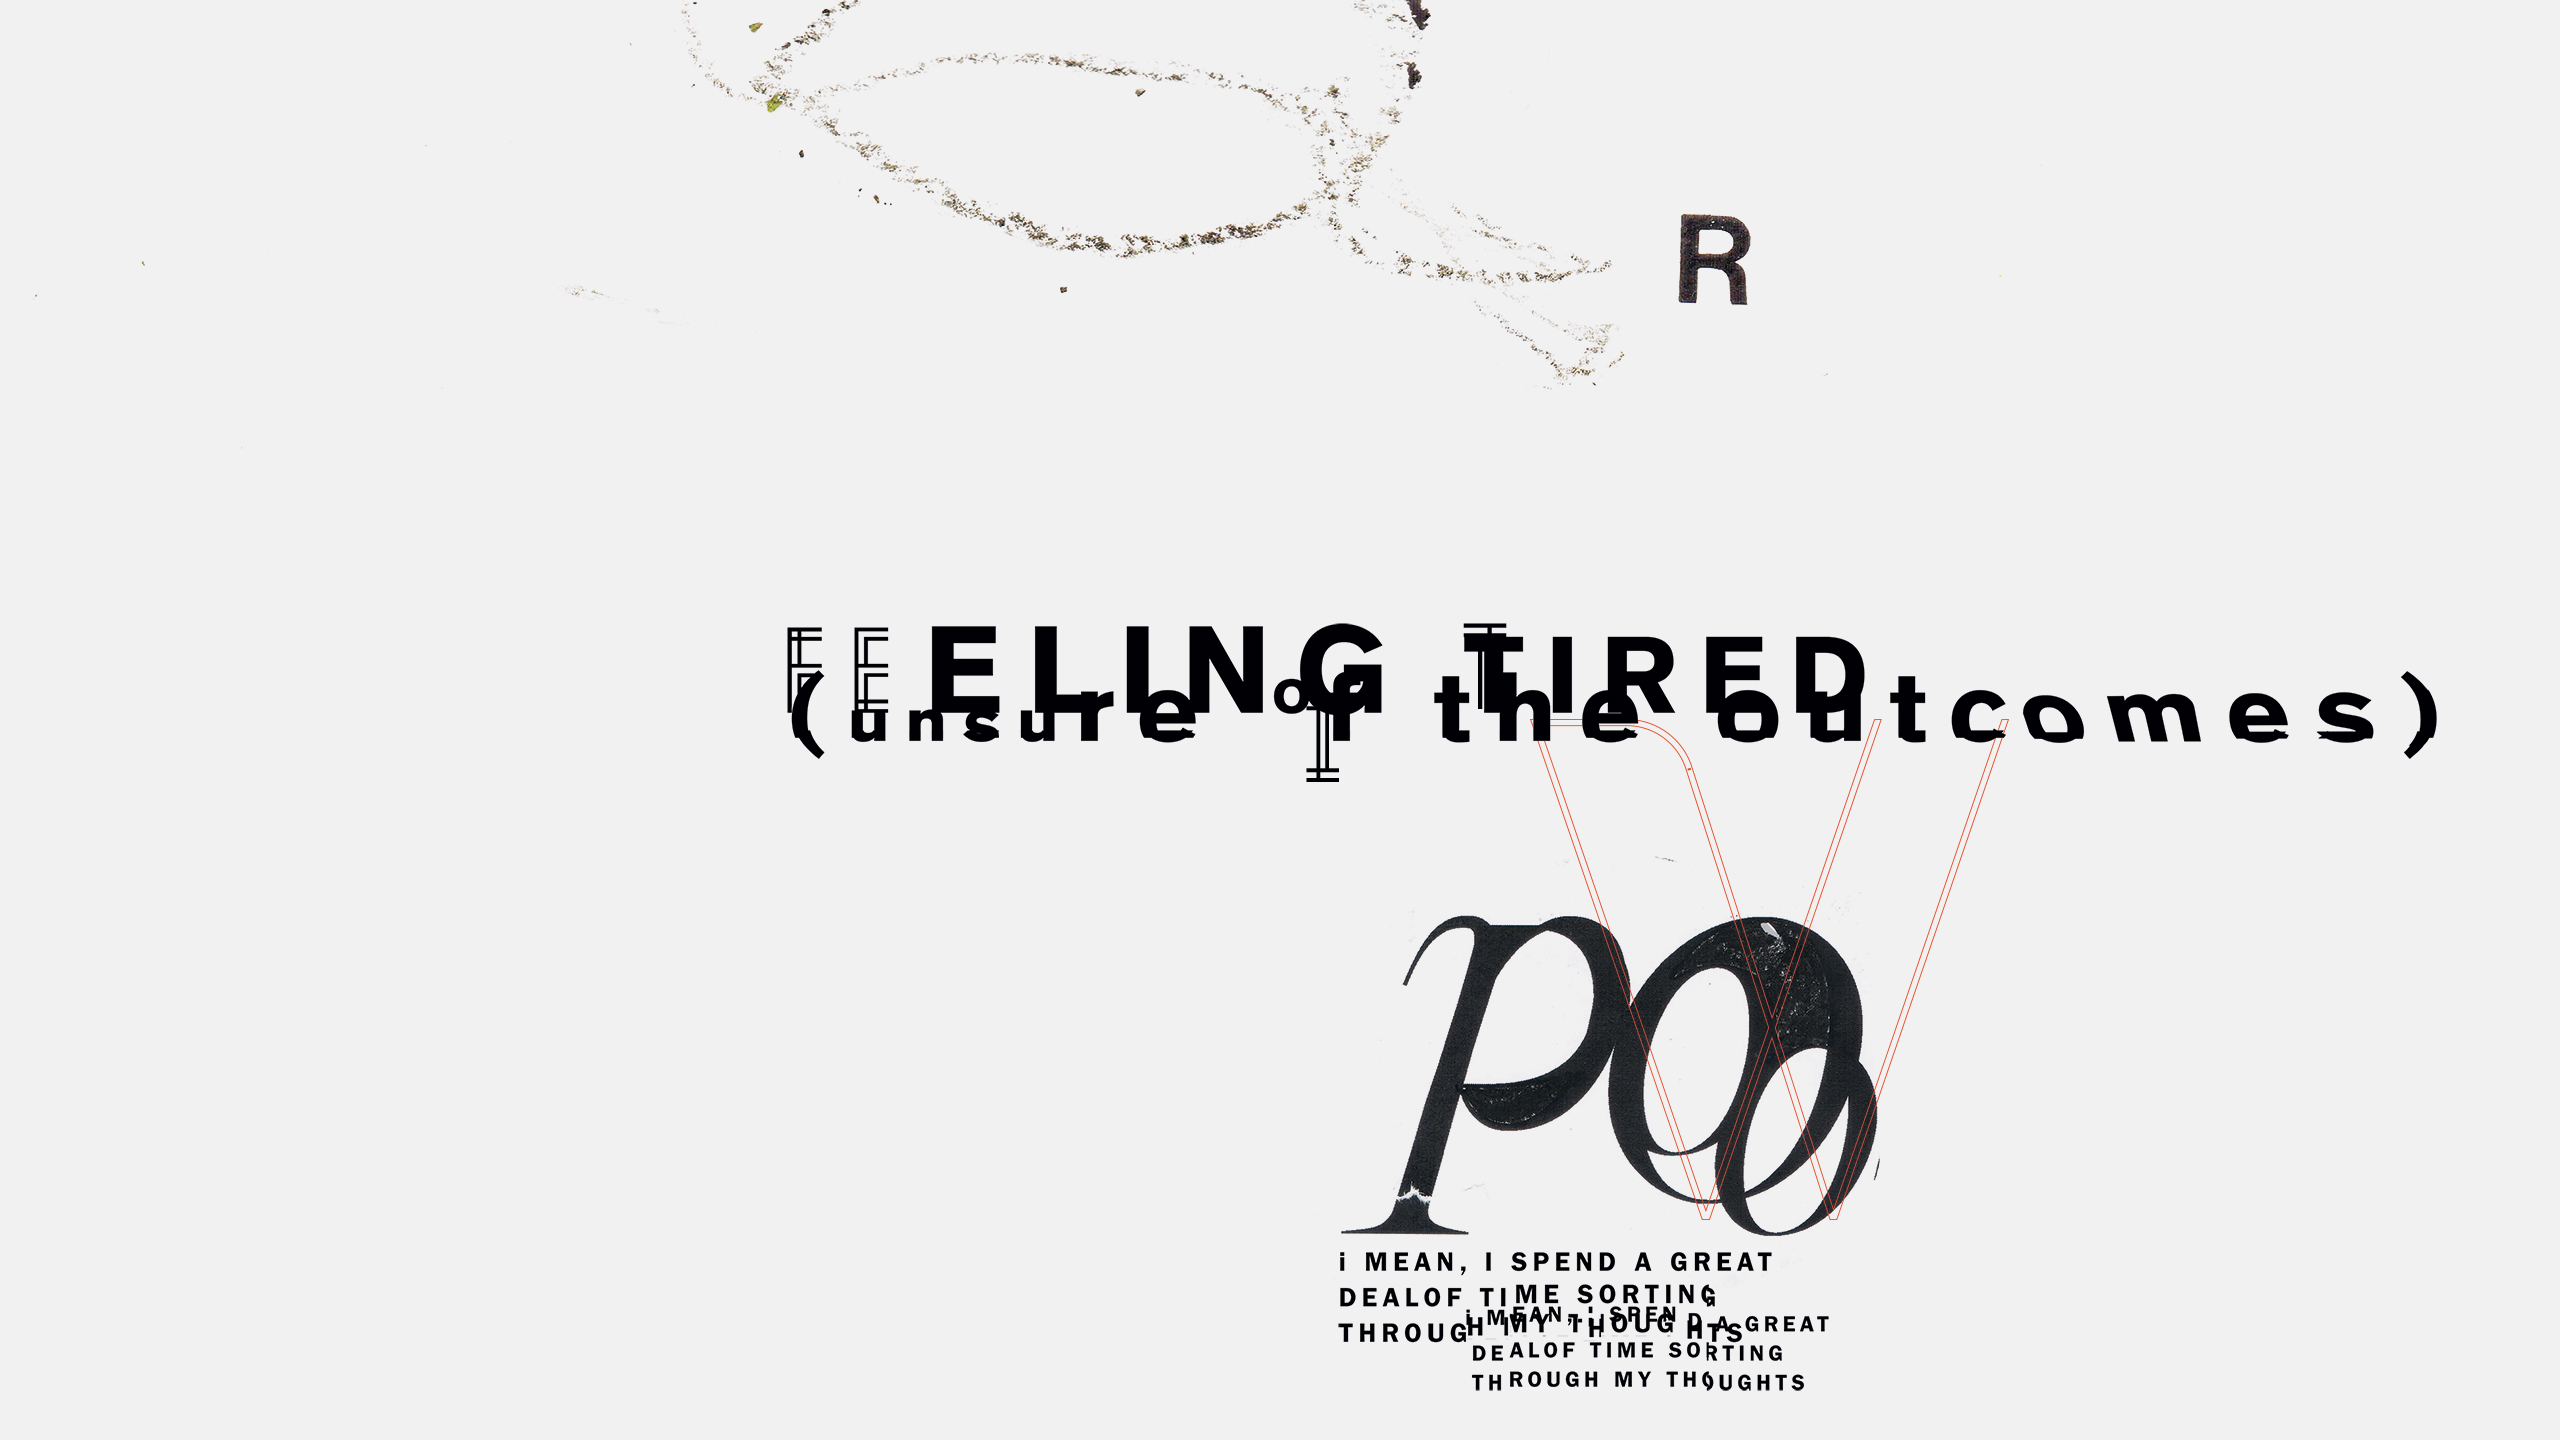 R
FEELING TIRED
(unsure of the outcomes)
poo
i MEAN, I SPEND A GREAT
DEALOF TIME SORTING
THROUGH MY THOUGHTS
i MEAN, I SPEND A GREAT
DEALOF TIME SORTING
THROUGH MY THOUGHTS